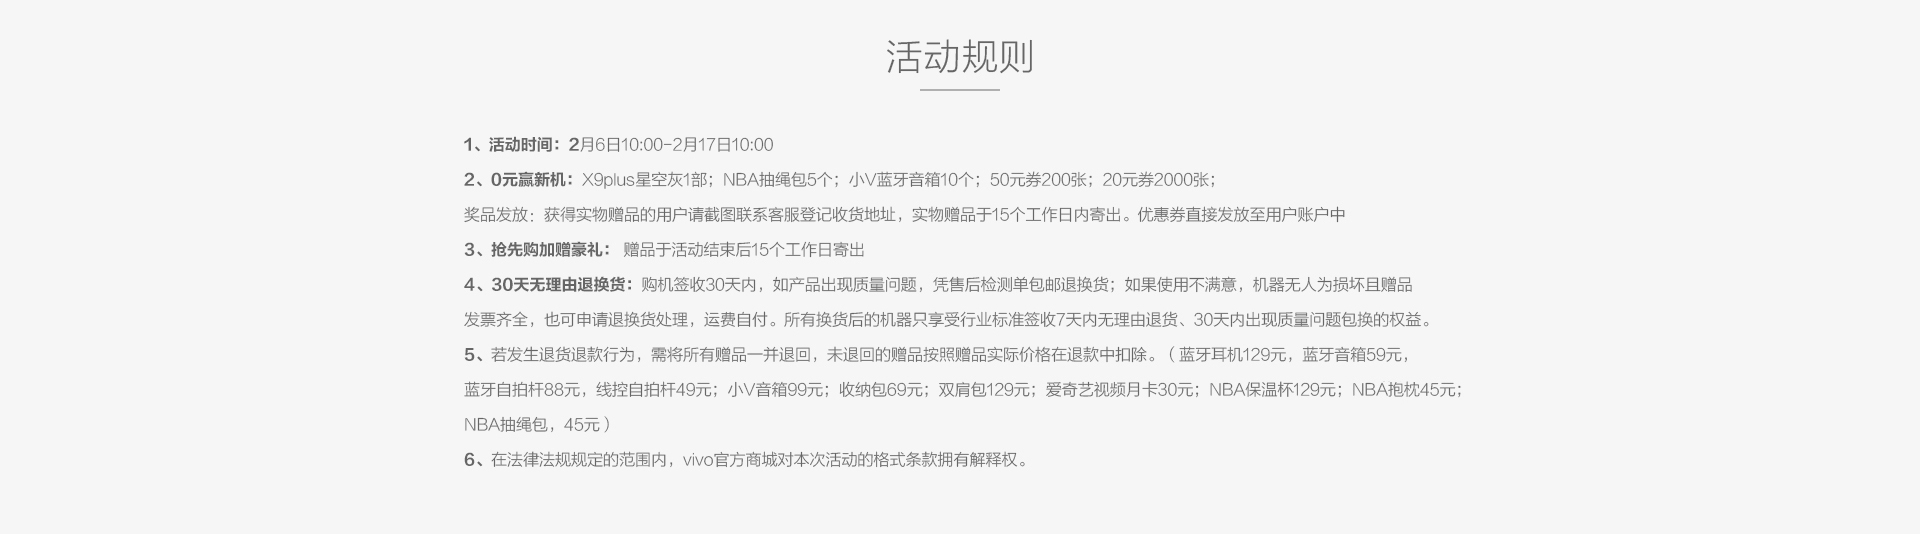 活动规则
1、活动时间：2月6日10:00-2月17日10:00
2、0元赢新机：X9plus星空灰1部；NBA抽绳包5个；小V蓝牙音箱10个；50元券200张；20元券2000张；
奖品发放：获得实物赠品的用户请截图联系客服登记收货地址，实物赠品于15个工作日内寄出。优惠券直接发放至用户账户中
3、抢先购加赠豪礼： 赠品于活动结束后15个工作日寄出
4、30天无理由退换货：购机签收30天内，如产品出现质量问题，凭售后检测单包邮退换货；如果使用不满意，机器无人为损坏且赠品
发票齐全，也可申请退换货处理，运费自付。所有换货后的机器只享受行业标准签收7天内无理由退货、30天内出现质量问题包换的权益。
5、若发生退货退款行为，需将所有赠品一并退回，未退回的赠品按照赠品实际价格在退款中扣除。（蓝牙耳机129元，蓝牙音箱59元，
蓝牙自拍杆88元，线控自拍杆49元；小V音箱99元；收纳包69元；双肩包129元；爱奇艺视频月卡30元；NBA保温杯129元；NBA抱枕45元；
NBA抽绳包，45元）
6、在法律法规规定的范围内，vivo官方商城对本次活动的格式条款拥有解释权。